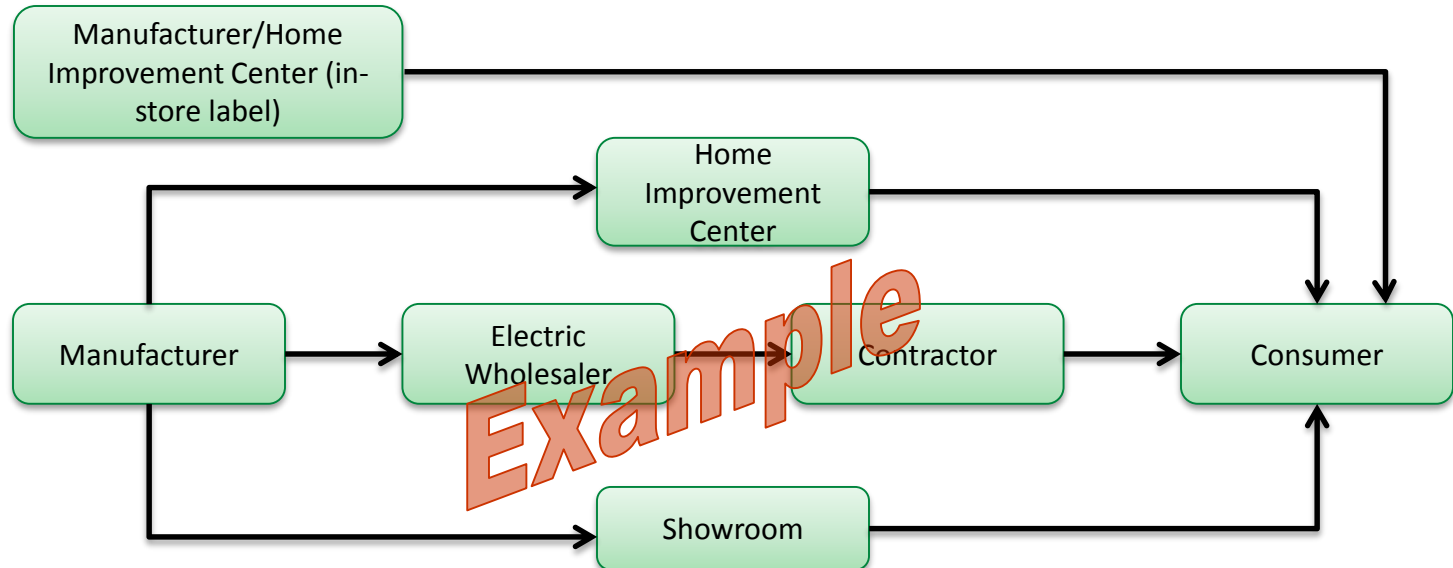 Manufacturer/Home
Improvement Center (in-
store label)
Home
Improvement
Center
Manufacturer
Electric
Wholesaler
Contractor
Consumer
Example
Showroom